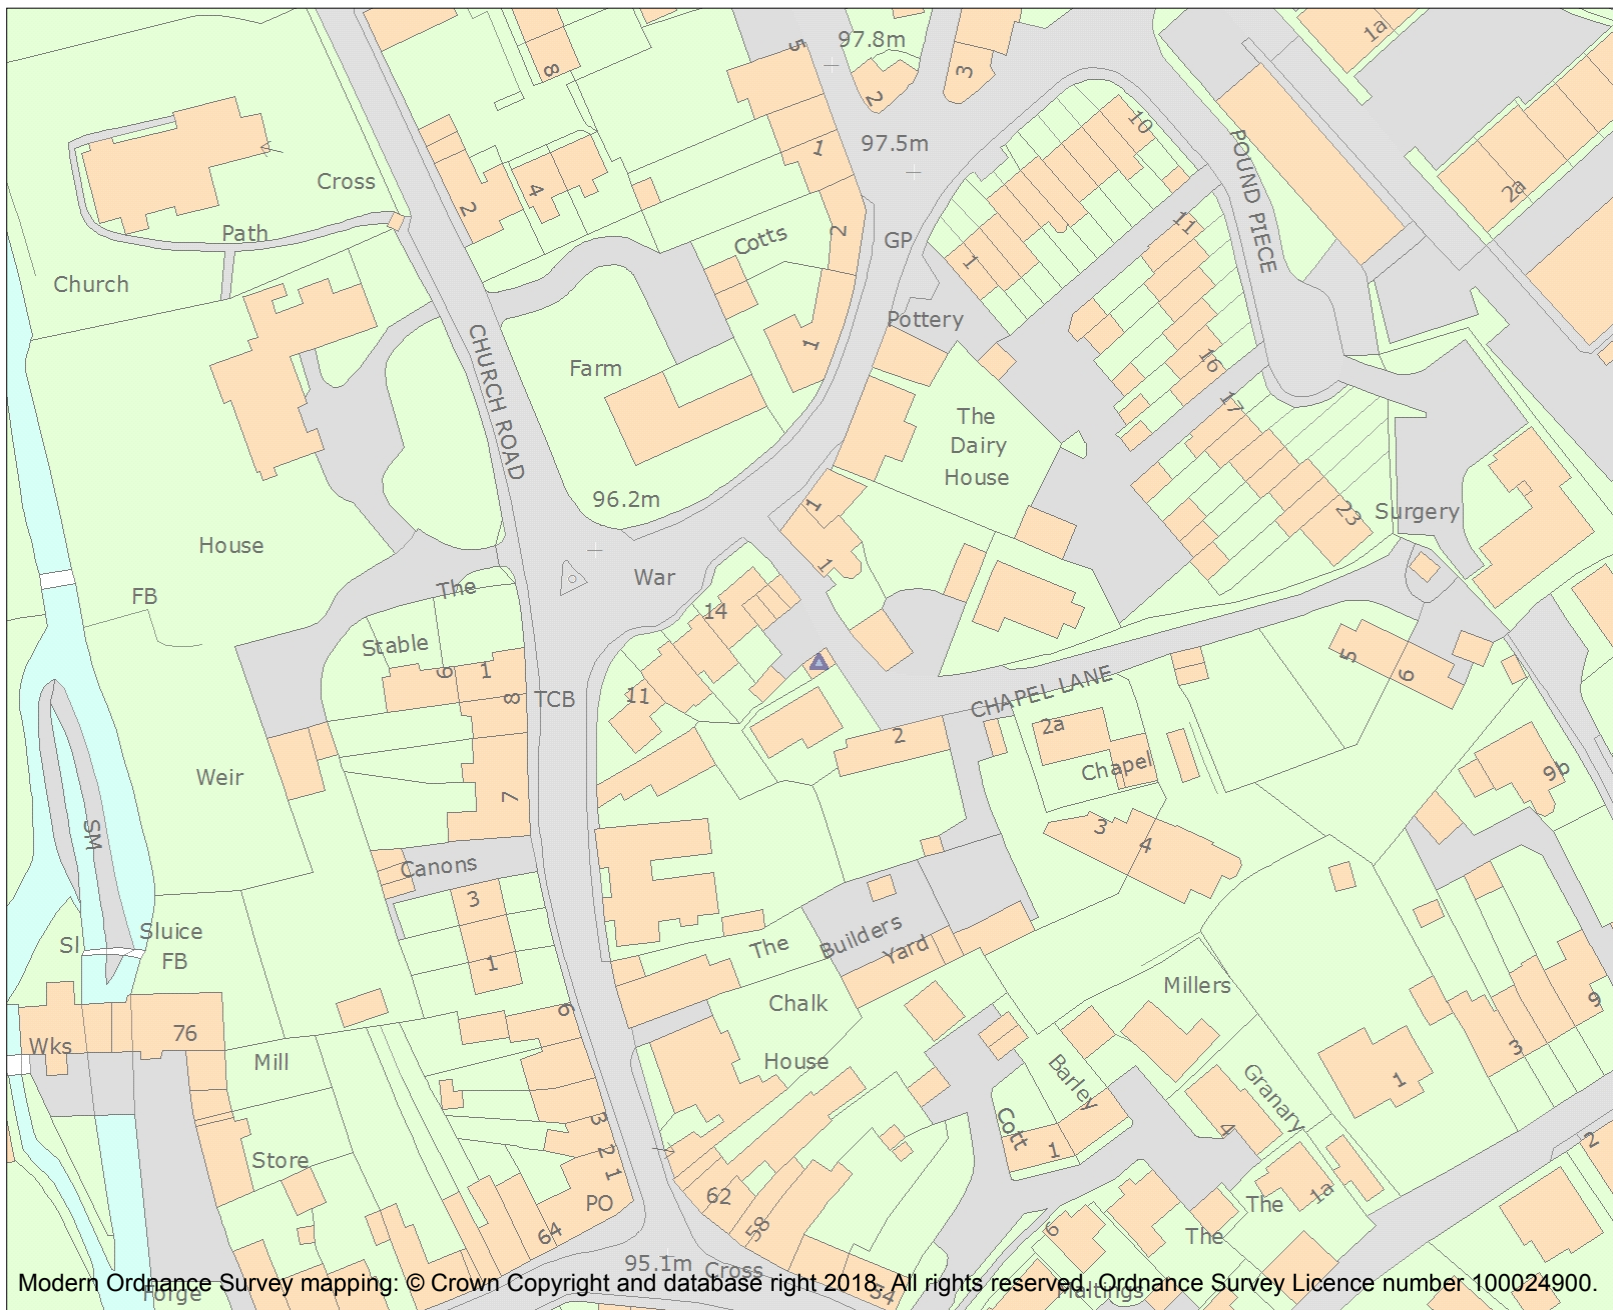 5
97.8m
1a
8
3
2
10
97.5m
1
Cross
POUND PIECE
4
2a
2
Path
11
2
Cotts
GP
1
Church
Pottery
1
CHURCH ROAD
Farm
16
17
The
Dairy
House
96.2m
1
23
Surgery
House
1
War
FB
The
14
Stable
9
1
5
6
11
8
TCB
CHAPEL LANE
2
2a
Chapel
Weir
7
9b
SM
3
4
Canons
3
Sluice
FB
Sl
The
Builders
Yard
1
Millers
Chalk
6
9
76
Wks
Mill
House
3
Barley
1
Granary
3
Cott
4
2
1
2
1
Store
62
1a
PO
The
58
6
The
64
95.1m
Cross
54
Maltings
Forge
Modern Ordnance Survey mapping: © Crown Copyright and database right 2018. All rights reserved. Ordnance Survey Licence number 100024900.